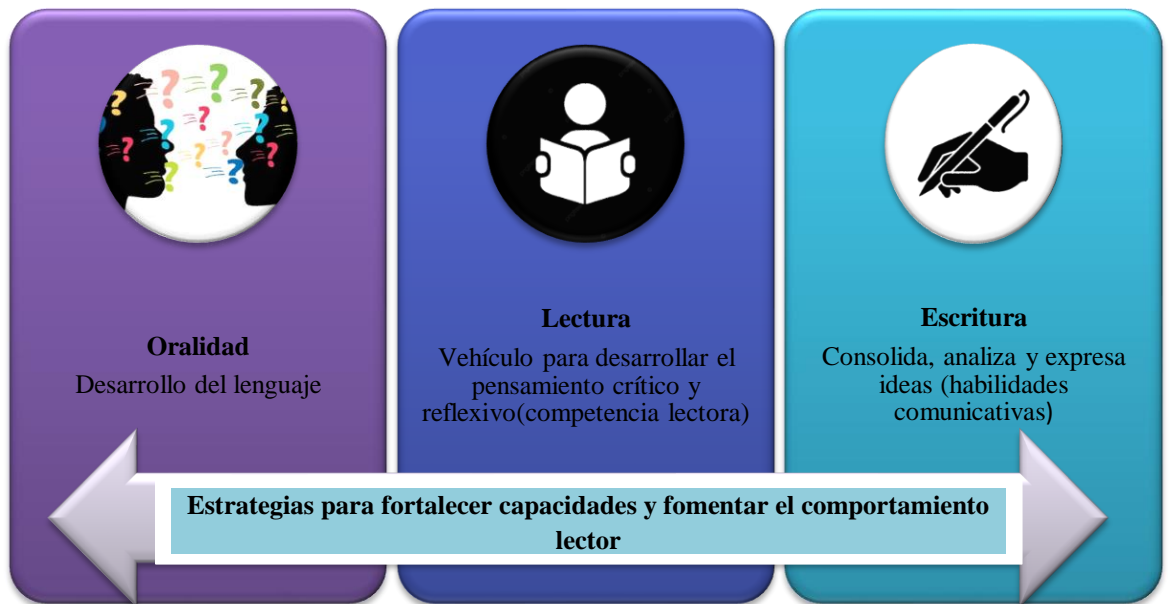 Oralidad
Desarrollo del lenguaje
Lectura
Vehículo para desarrollar el
pensamiento crítico y
reflexivo(competencia lectora)
Escritura
Consolida, analiza y expresa
ideas (habilidades
comunicativas)
Estrategias para fortalecer capacidades y fomentar el comportamiento
lector